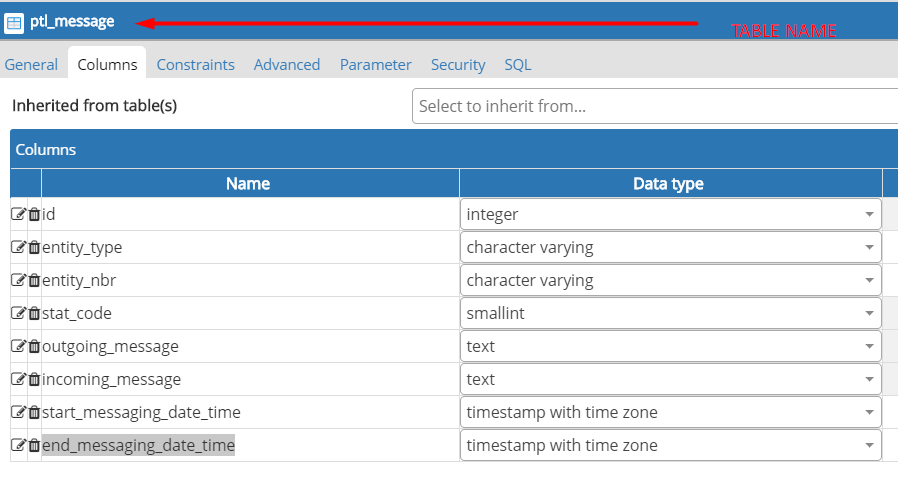 ptl_message
TABLE NAME
General Columns Constraints Advanced Parameter Security SQL
Inherited from table(s) Select to inherit from...
Columns
Name Data type
id integer
entity_type character varying
entity_nbr character varying
stat_code smallint
outgoing_message text
incoming_message text
start_messaging_date_time timestamp with time zone
end_messaging_date_time timestamp with time zone